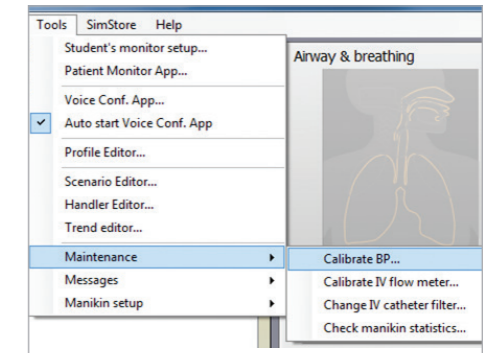 Tools SimStore Help
Student's monitor setup...
Patient Monitor App...
Voice Conf. App...
Auto start Voice Conf. App
Profile Editor...
Scenario Editor...
Handler Editor...
Trend editor...
Maintenance
Messages
Manikin setup
Airway & breathing
Calibrate BP...
Calibrate IV flow meter...
Change IV catheter filter...
Check manikin statistics...